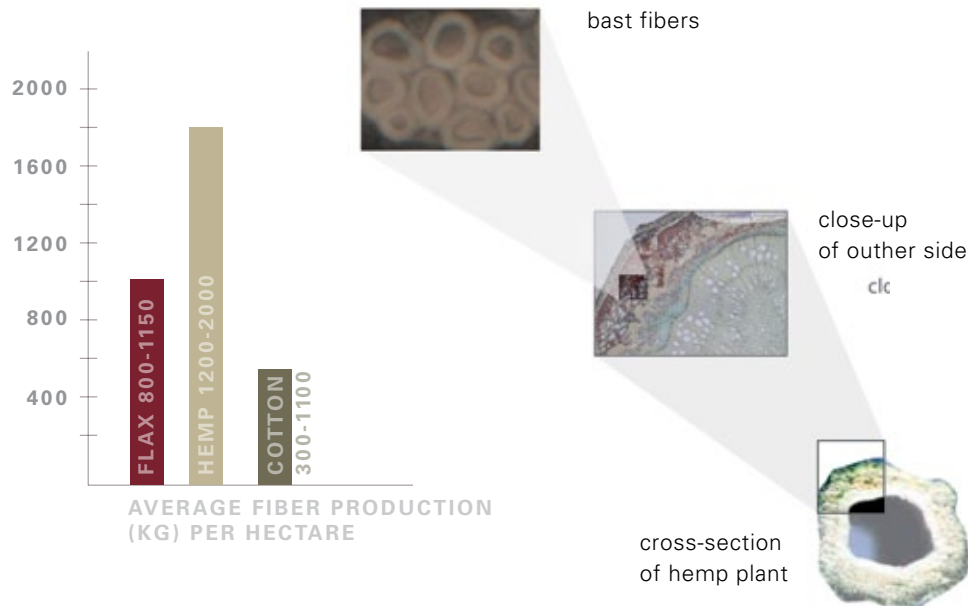 bast fibers
2000
1600
1200
800
400
FLAX 800-1150
HEMP 1200-2000
COTTON
300-1100
AVERAGE FIBER PRODUCTION
(KG) PER HECTARE
close-up
of outher side
clc
cross-section
of hemp plant